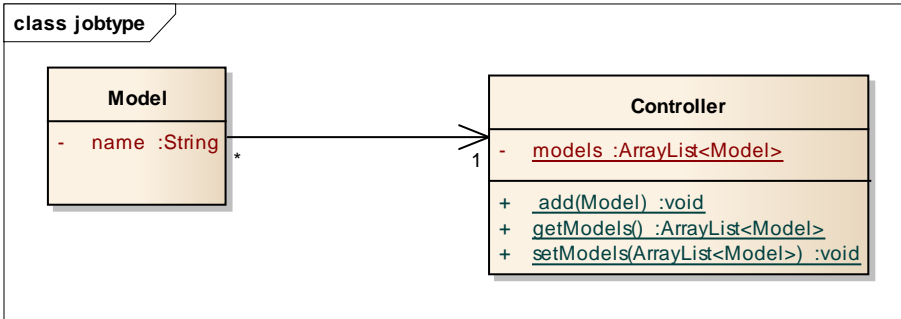 class jobtype
Model
- name :String
* 1
Controller
- models :ArrayList<Model>
+ add(Model) :void
+ getModels() :ArrayList<Model>
+ setModels(ArrayList<Model>) :void